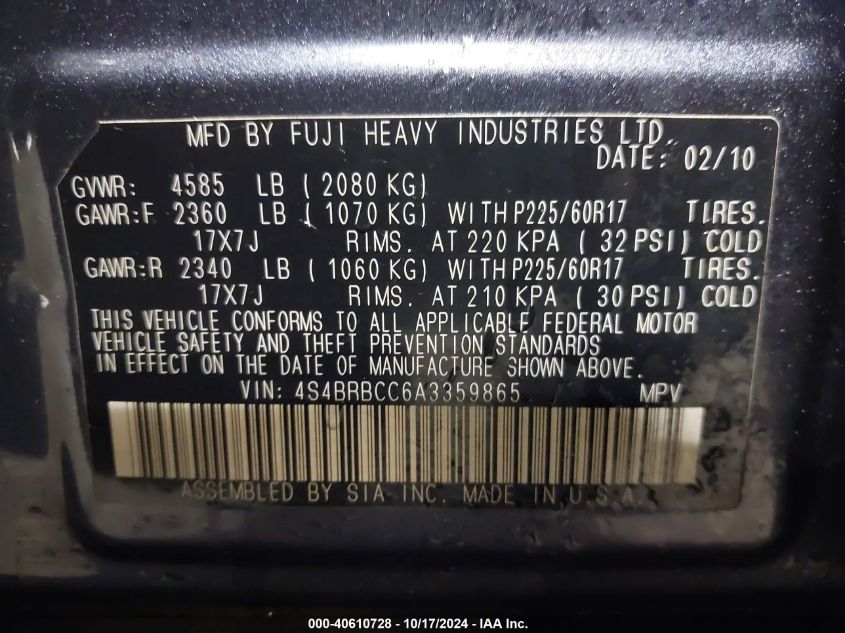 MFD BY FUJI HEAVY INDUSTRIES LTD.
DATE: 02/10
GVWR: 4585 LB ( 2080 KG)
GAWR:F 2360 LB ( 1070 KG) WITH P225/60R17 TIRES.
17X7J RIMS. AT 220 KPA ( 32 PSI) COLD
GAWR:R 2340 LB ( 1060 KG) WITH P225/60R17 TIRES.
17X7J RIMS. AT 210 KPA ( 30 PSI) COLD
THIS VEHICLE CONFORMS TO ALL APPLICABLE FEDERAL MOTOR
VEHICLE SAFETY AND THEFT PREVENTION STANDARDS
IN EFFECT ON THE DATE OF MANUFACTURE SHOWN ABOVE.
VIN: 4S4BRBCC6A3359865 MPV
ASSEMBLED BY SIA INC. MADE IN U.S.A.
000-40610728 - 10/17/2024 - IAA Inc.